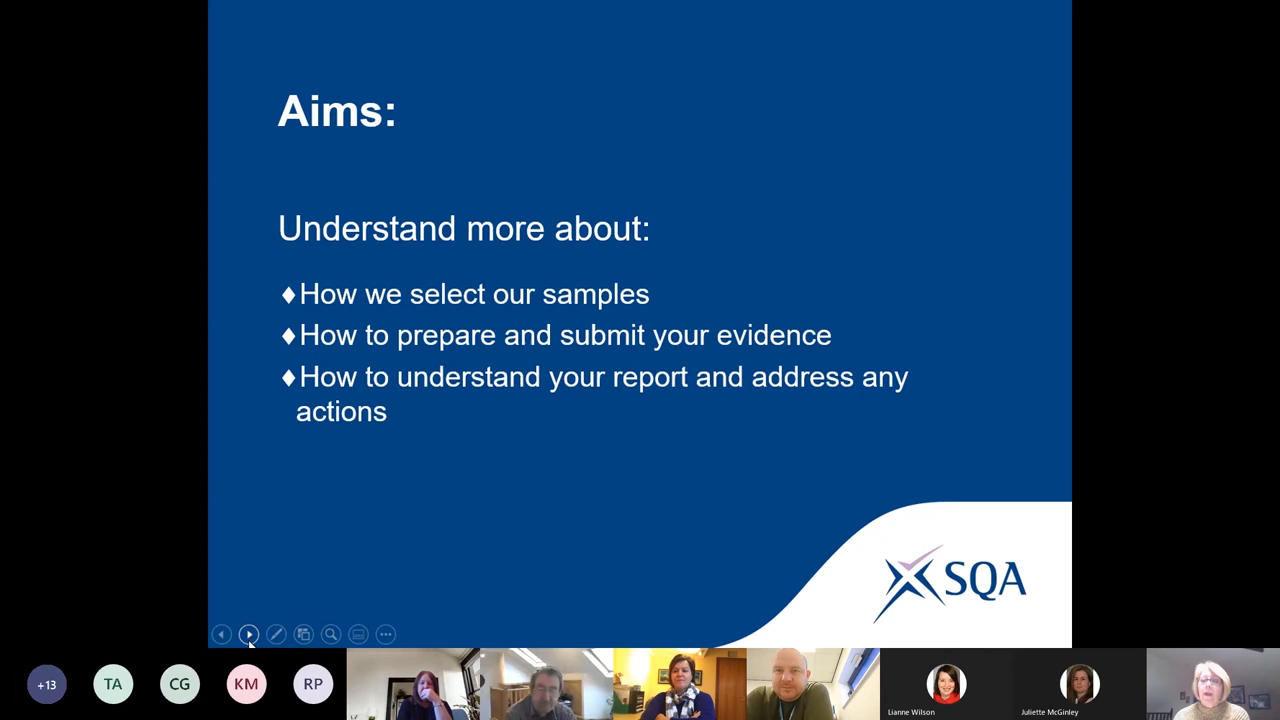 Aims:
Understand more about:
♦How we select our samples
♦How to prepare and submit your evidence
♦How to understand your report and address any
actions
SQA
+13
TA
CG
KM
RP
Lianne Wilson
Juliette McGinley